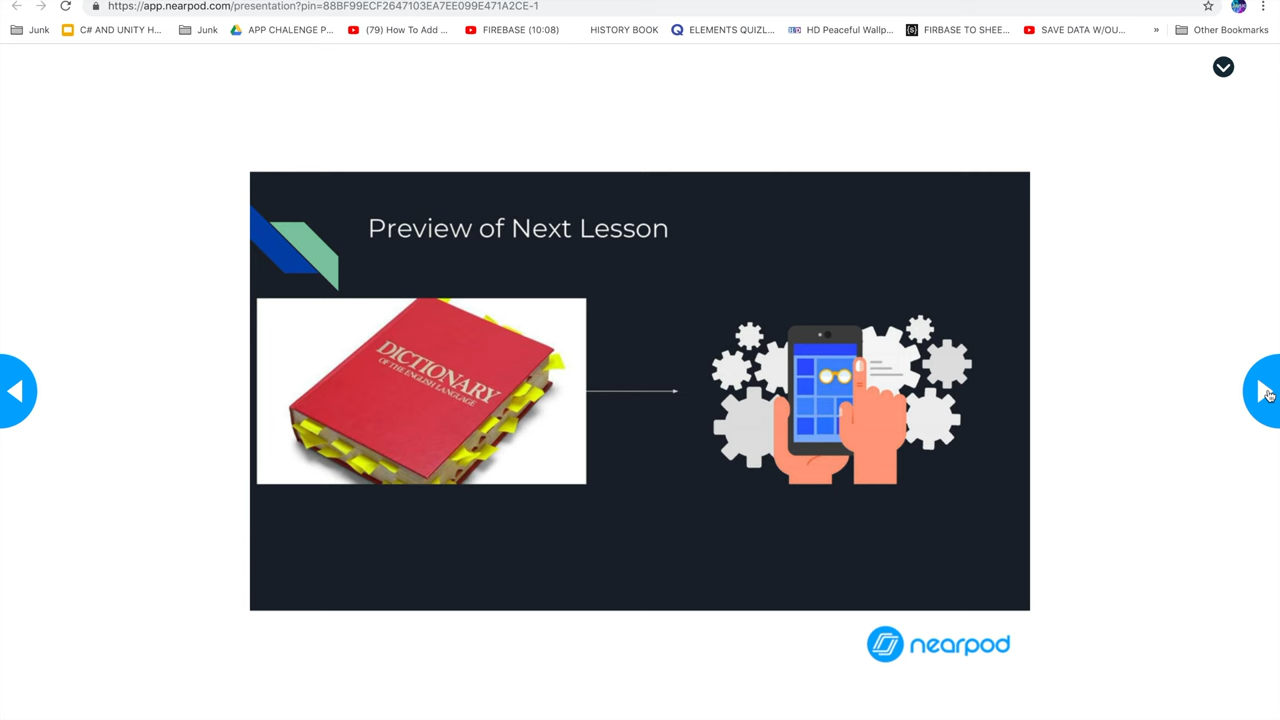 https://app.nearpod.com/presentation?pin=88BF99ECF2647103EA7EE099E471A2CE-1
Junk C# AND UNITY H... Junk APP CHALENGE P... (79) How To Add ... FIREBASE (10:08) HISTORY BOOK ELEMENTS QUIZL... HD Peaceful Wallp... {s} FIRBASE TO SHEE... SAVE DATA W/OU... » Other Bookmarks
Preview of Next Lesson
DICTIONARY
OF THE ENGLISH LANGUAGE
nearpod